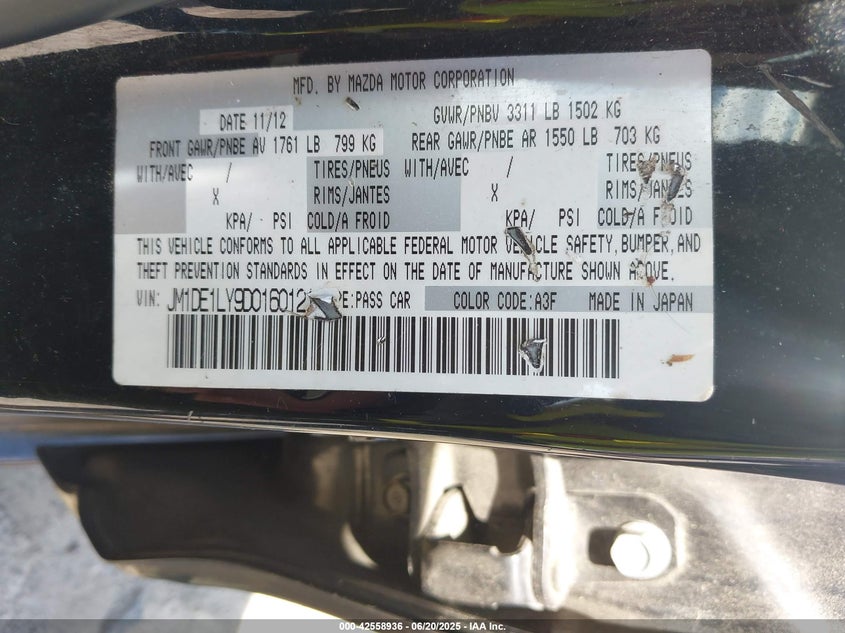 MFD. BY MAZDA MOTOR CORPORATION
DATE 11/12 GVWR/PNBV 3311 LB 1502 KG
FRONT GAWR/PNBE AV 1761 LB 799 KG REAR GAWR/PNBE AR 1550 LB 703 KG
WITH/AVEC / TIRES/PNEUS WITH/AVEC / TIRES/PNEUS
X RIMS/JANTES X RIMS/JANTES
KPA/ PSI COLD/A FROID KPA/ PSI COLD/A FROID
THIS VEHICLE CONFORMS TO ALL APPLICABLE FEDERAL MOTOR VEHICLE SAFETY, BUMPER, AND
THEFT PREVENTION STANDARDS IN EFFECT ON THE DATE OF MANUFACTURE SHOWN ABOVE.
VIN: PASS CAR COLOR CODE:A3F MADE IN JAPAN
000-42558936 - 06/20/2025 - IAA Inc.